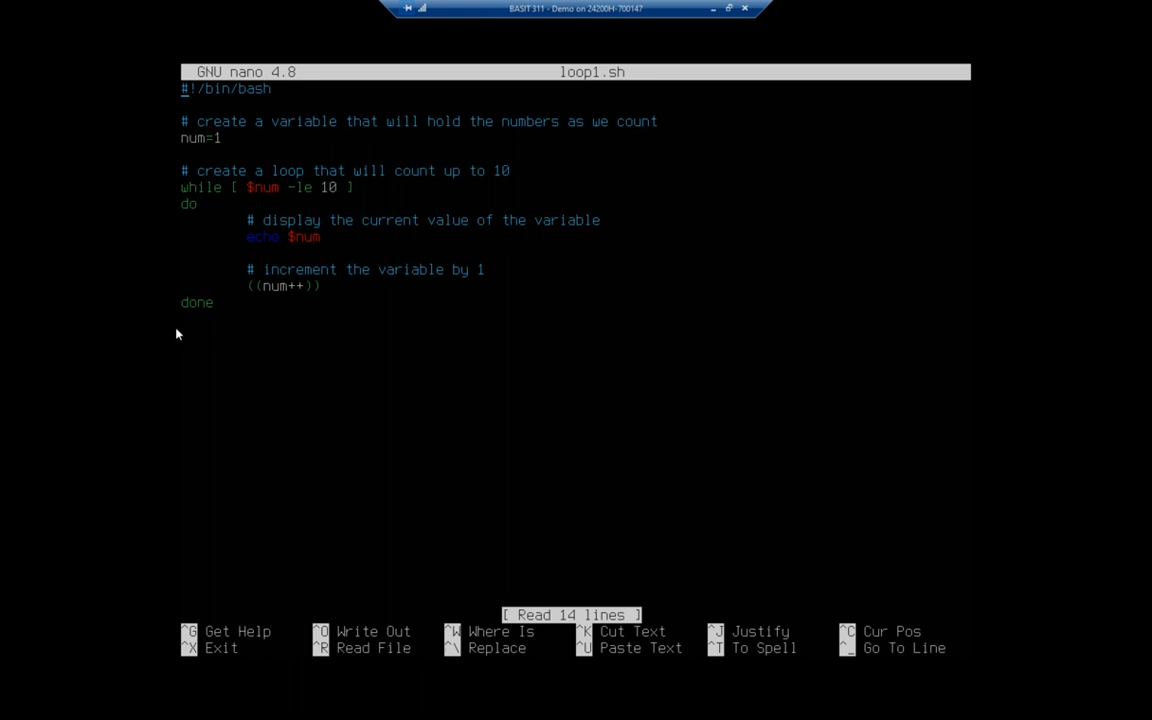 BASIT 311 - Demo on 24200H-700147
GNU nano 4.8 loop1.sh
#!/bin/bash
# create a variable that will hold the numbers as we count
num=1
# create a loop that will count up to 10
while [ $num -le 10 ]
do
# display the current value of the variable
echo $num
# increment the variable by 1
((num++))
done
[ Read 14 lines ]
^G Get Help ^O Write Out ^W Where Is ^K Cut Text ^J Justify ^C Cur Pos
^X Exit ^R Read File ^\ Replace ^U Paste Text ^T To Spell ^_ Go To Line